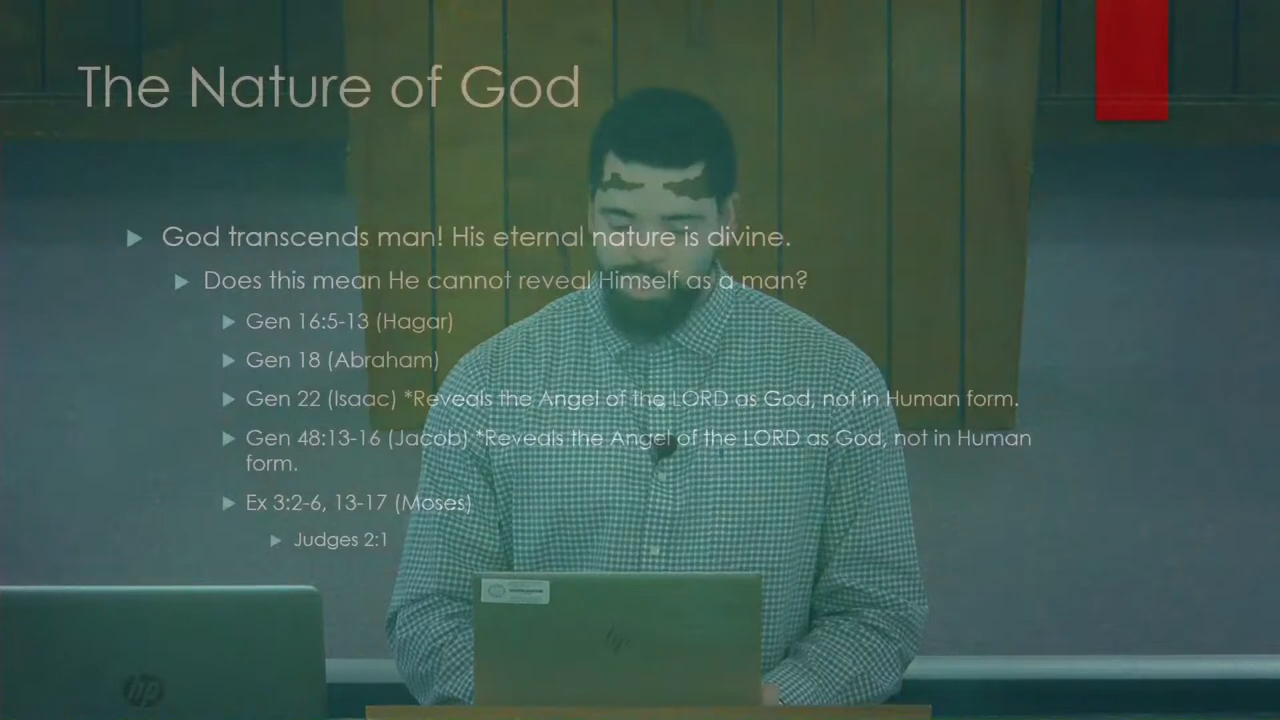 The Nature of God
God transcends man! His eternal nature is divine.
Does this mean He cannot reveal Himself as a man?
Gen 16:5-13 (Hagar)
Gen 18 (Abraham)
Gen 22 (Isaac) *Reveals the Angel of the LORD as God, not in Human form.
Gen 48:13-16 (Jacob) *Reveals the Angel of the LORD as God, not in Human
form.
Ex 3:2-6, 13-17 (Moses)
Judges 2:1
hp
hp